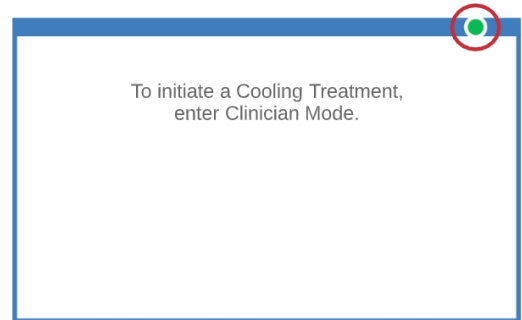 To initiate a Cooling Treatment,
enter Clinician Mode.